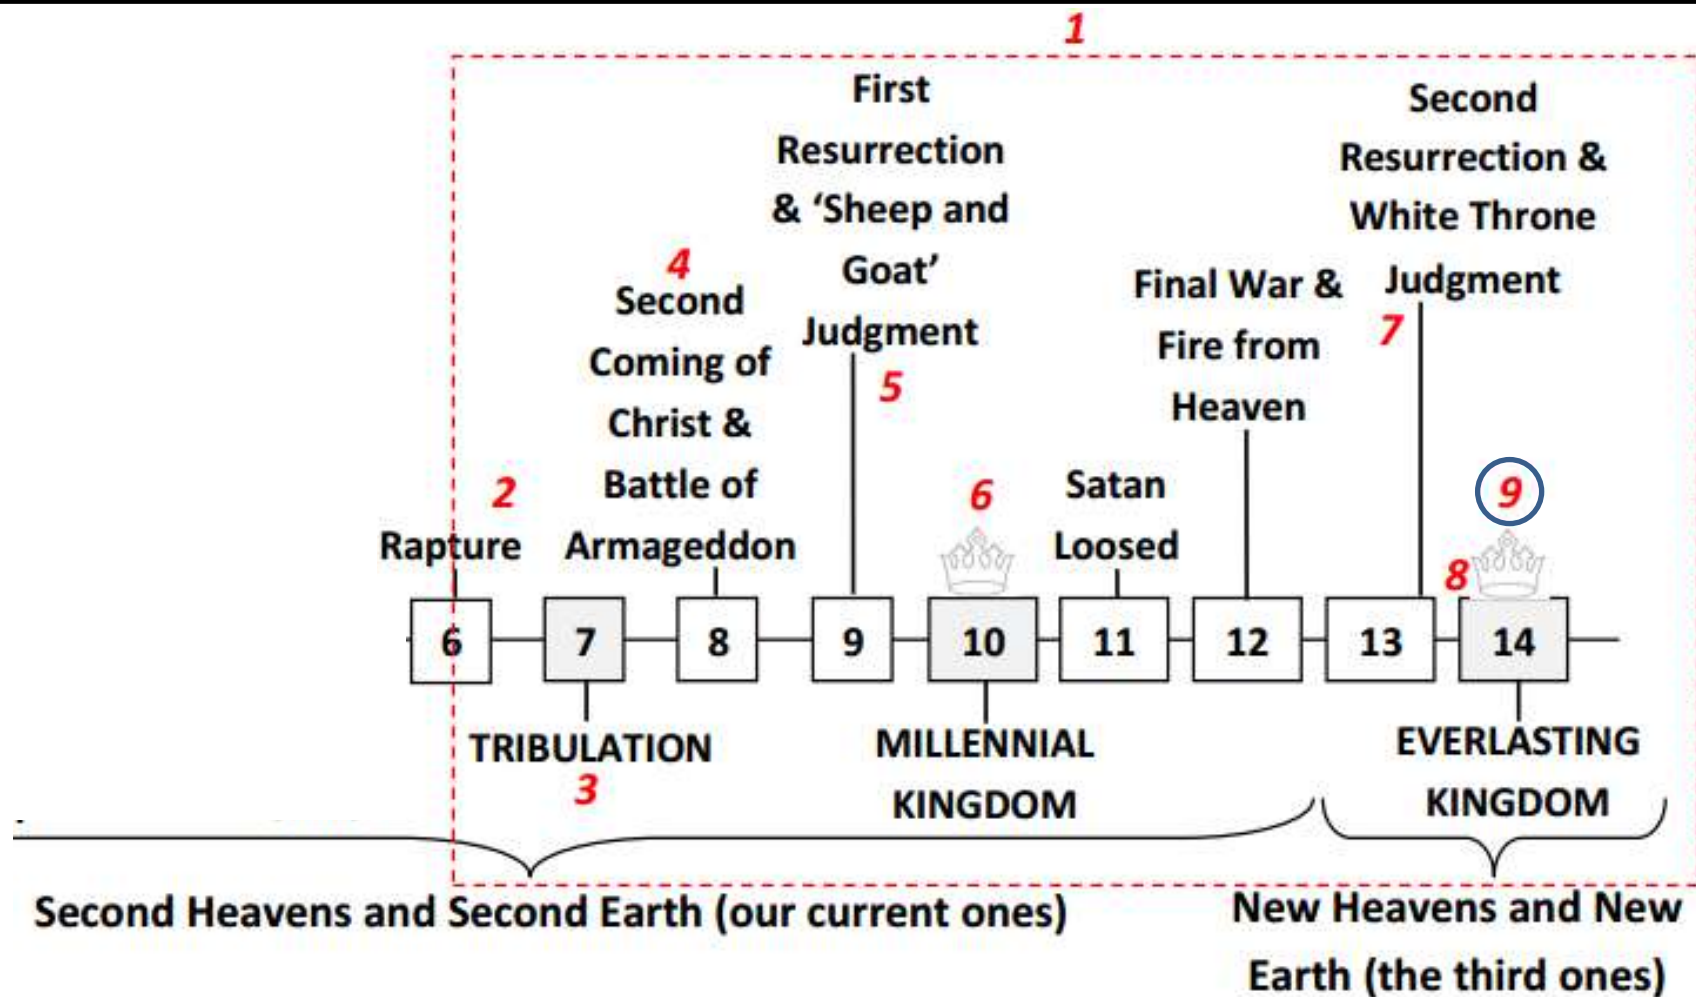 1
First
Resurrection
& ‘Sheep and
Goat’
Judgment
5
Second
Resurrection &
White Throne
Judgment
7
4
Second
Coming of
Christ &
Battle of
Armageddon
Final War &
Fire from
Heaven
2
Rapture
6
Satan
Loosed
9
8
6 7 8 9 10 11 12 13 14
TRIBULATION
3
MILLENNIAL
KINGDOM
EVERLASTING
KINGDOM
Second Heavens and Second Earth (our current ones)
New Heavens and New
Earth (the third ones)